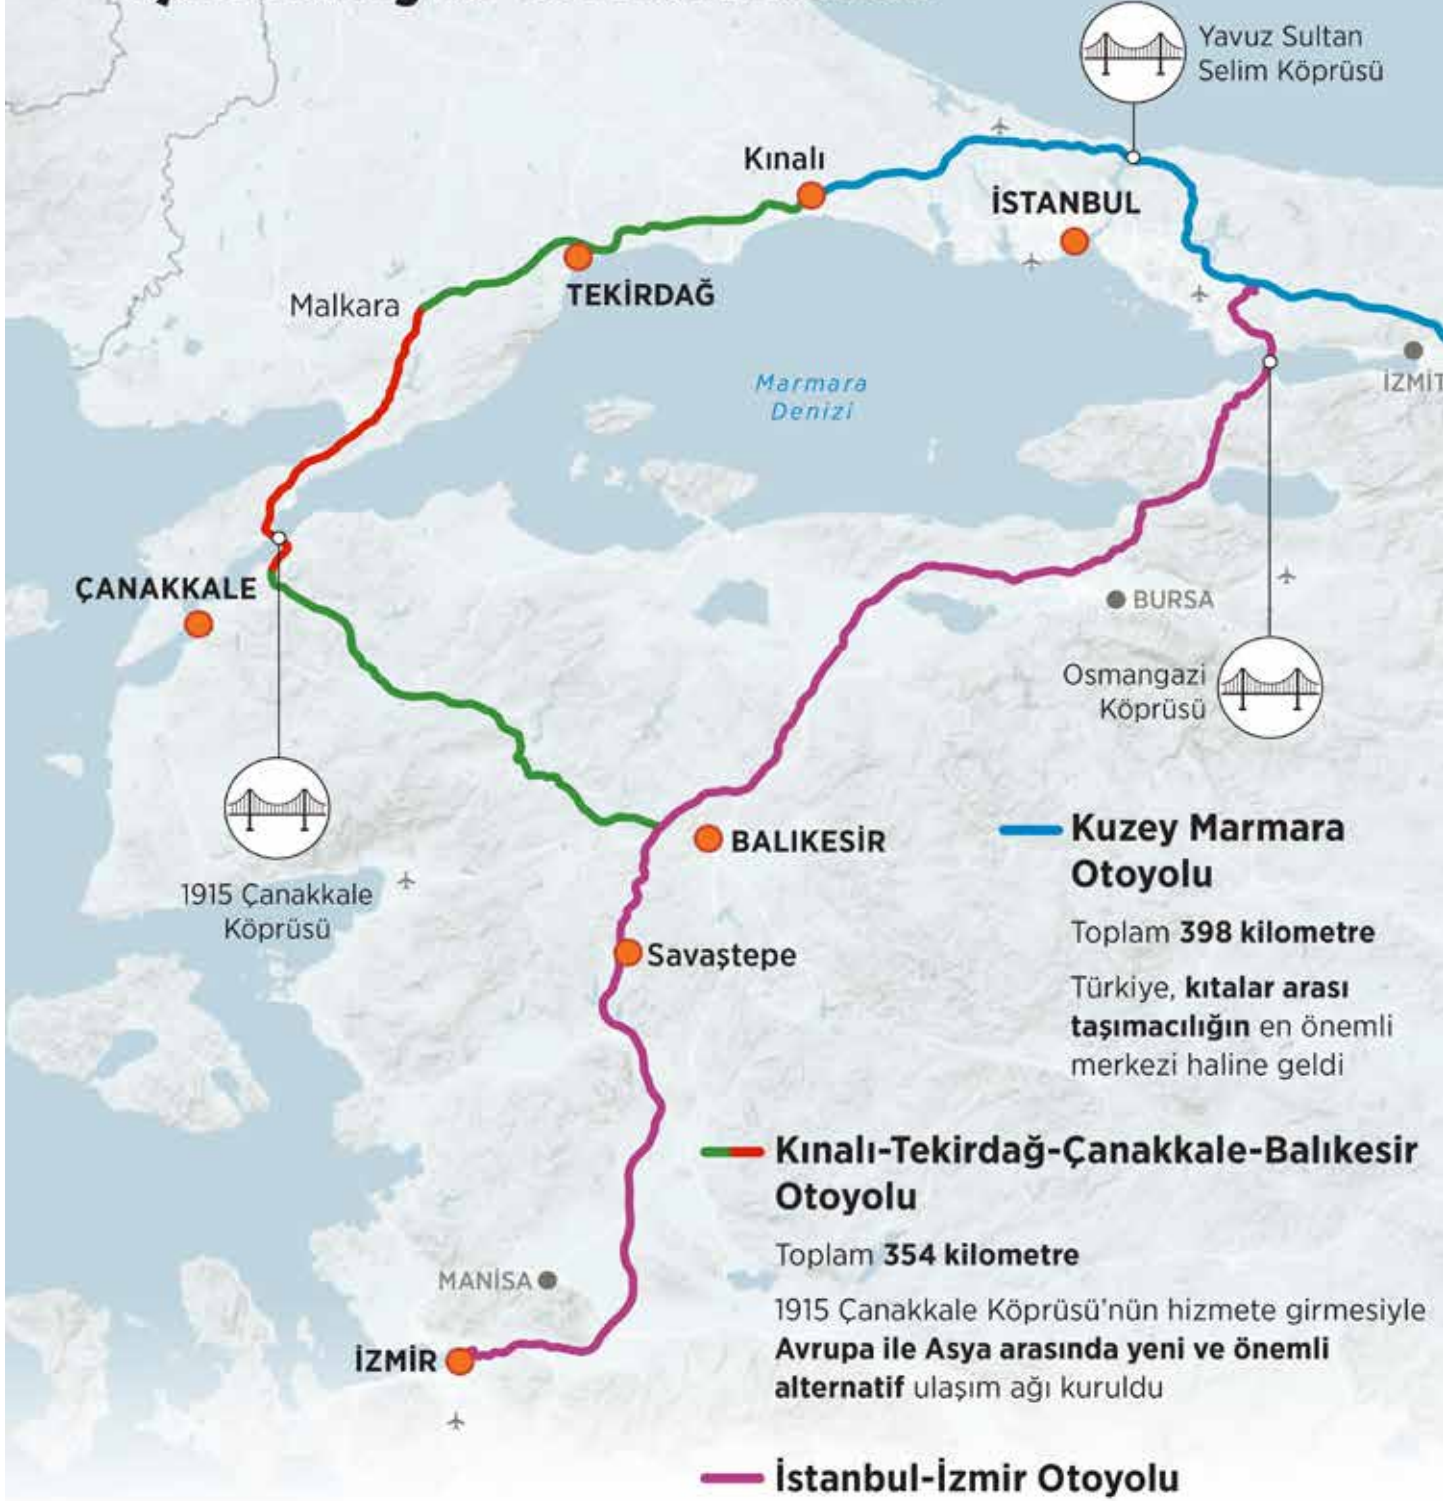 Yavuz Sultan
Selim Köprüsü
Kınalı
İSTANBUL
TEKİRDAĞ
Malkara
Marmara
Denizi
İZMİT
ÇANAKKALE
BURSA
Osmangazi
Köprüsü
BALIKESİR
1915 Çanakkale
Köprüsü
Savaştepe
MANİSA
İZMİR
Kuzey Marmara
Otoyolu
Toplam 398 kilometre
Türkiye, kıtalar arası
taşımacılığın en önemli
merkezi haline geldi
Kınalı-Tekirdağ-Çanakkale-Balıkesir
Otoyolu
Toplam 354 kilometre
1915 Çanakkale Köprüsü'nün hizmete girmesiyle
Avrupa ile Asya arasında yeni ve önemli
alternatif ulaşım ağı kuruldu
İstanbul-İzmir Otoyolu